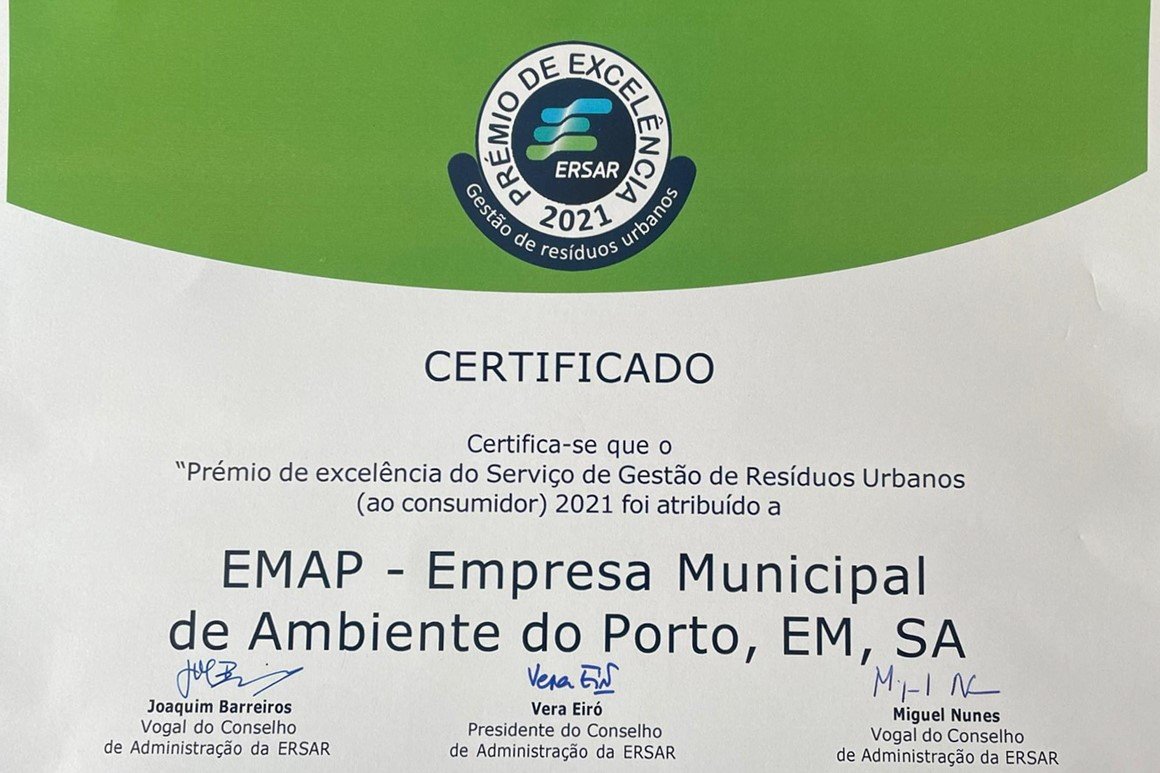 PRÉMIO DE EXCELÊNCIA
ERSAR
2021
Gestão de resíduos urbanos
CERTIFICADO
Certifica-se que o
“Prémio de excelência do Serviço de Gestão de Resíduos Urbanos
(ao consumidor) 2021 foi atribuído a
EMAP - Empresa Municipal
de Ambiente do Porto, EM, SA
Vera Eiró
Joaquim Barreiros
Vogal do Conselho
de Administração da ERSAR
Vera Eiró
Presidente do Conselho
de Administração da ERSAR
Miguel Nunes
Vogal do Conselho
de Administração da ERSAR